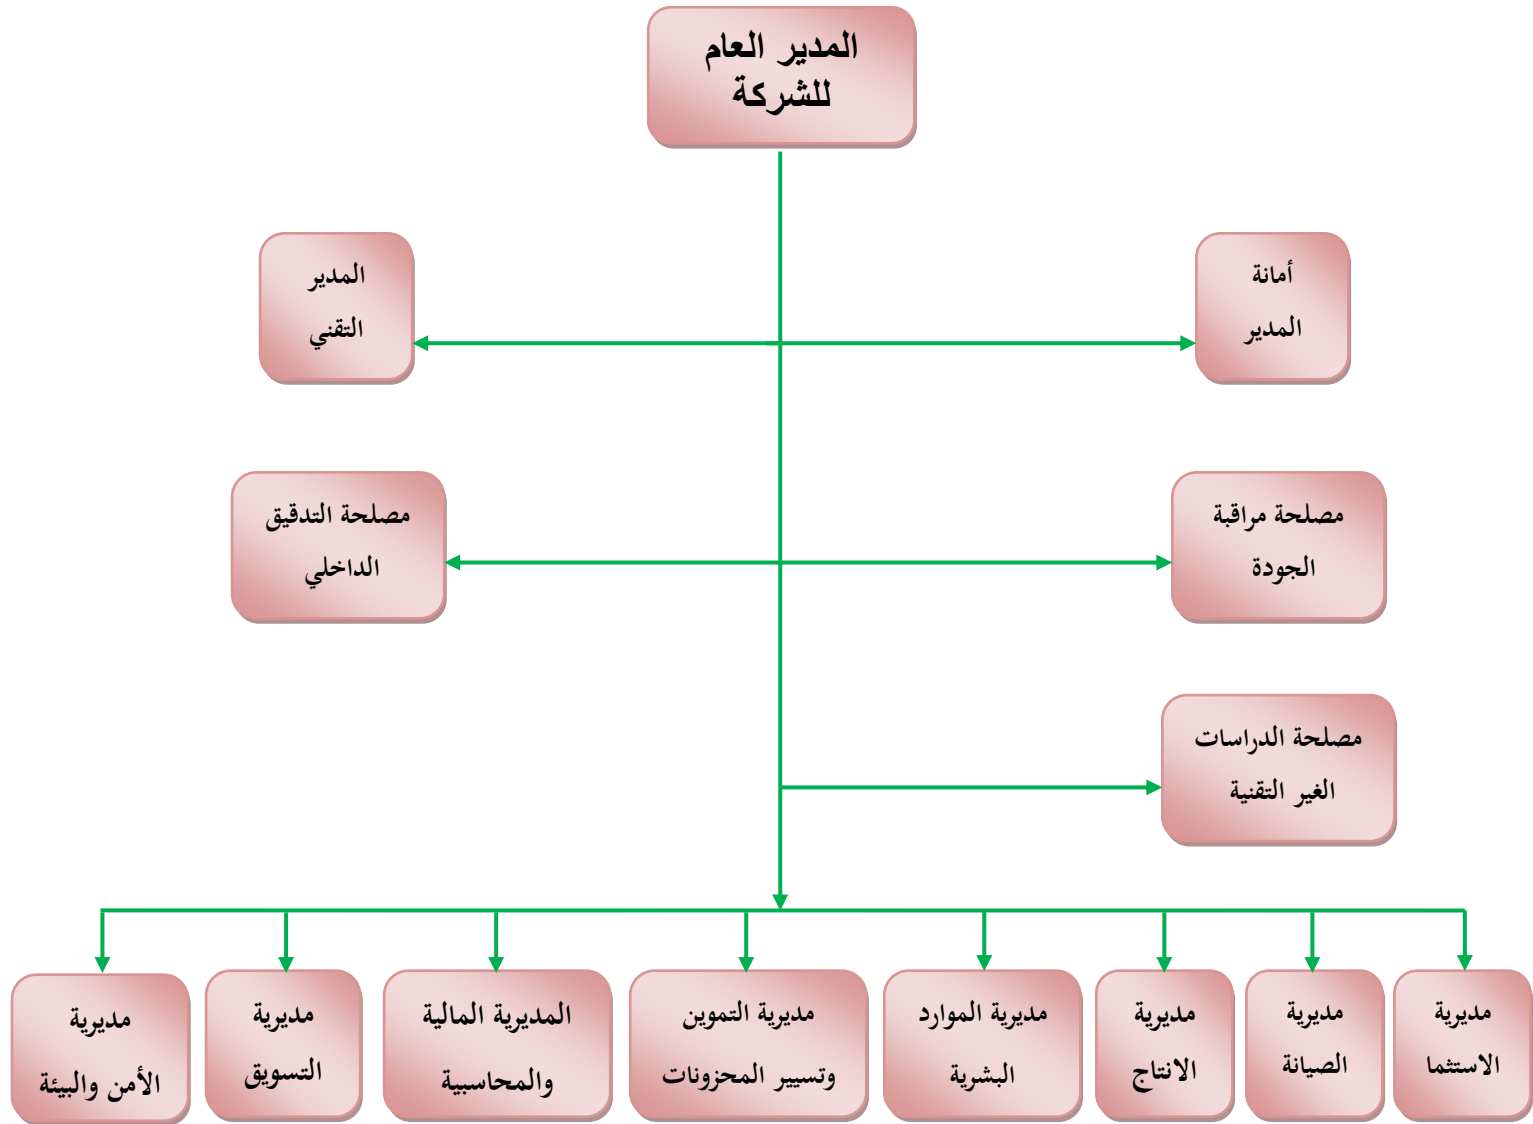 المدير العام
للشركة
أمانة
المدير
المدير
التقني
مصلحة مراقبة
الجودة
مصلحة التدقيق
الداخلي
مصلحة الدراسات
الغير التقنية
مديرية
الاستثما
مديرية
الصيانة
مديرية
الانتاج
مديرية الموارد
البشرية
مديرية التموين
وتسيير المخزونات
المديرية المالية
والمحاسبية
مديرية
التسويق
مديرية
الأمن والبيئة